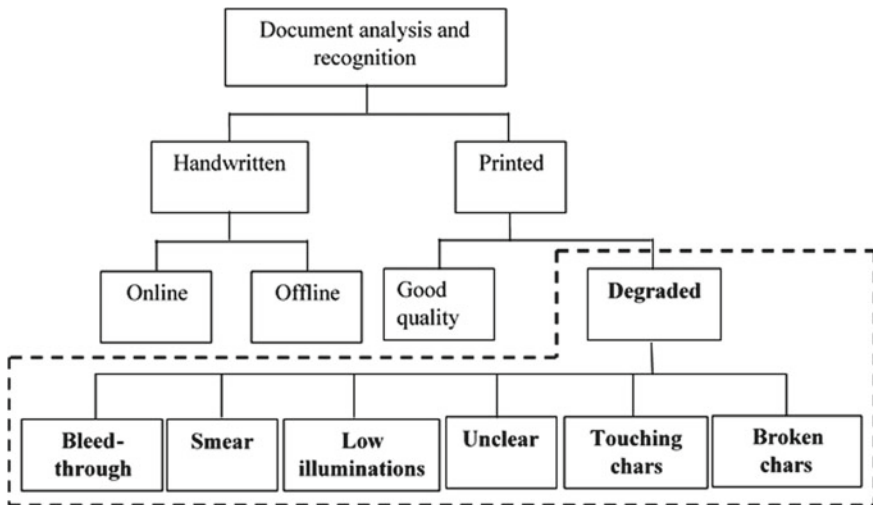 Document analysis and
recognition
Handwritten
Printed
Online
Offline
Good
quality
Degraded
Bleed-
through
Smear
Low
illuminations
Unclear
Touching
chars
Broken
chars